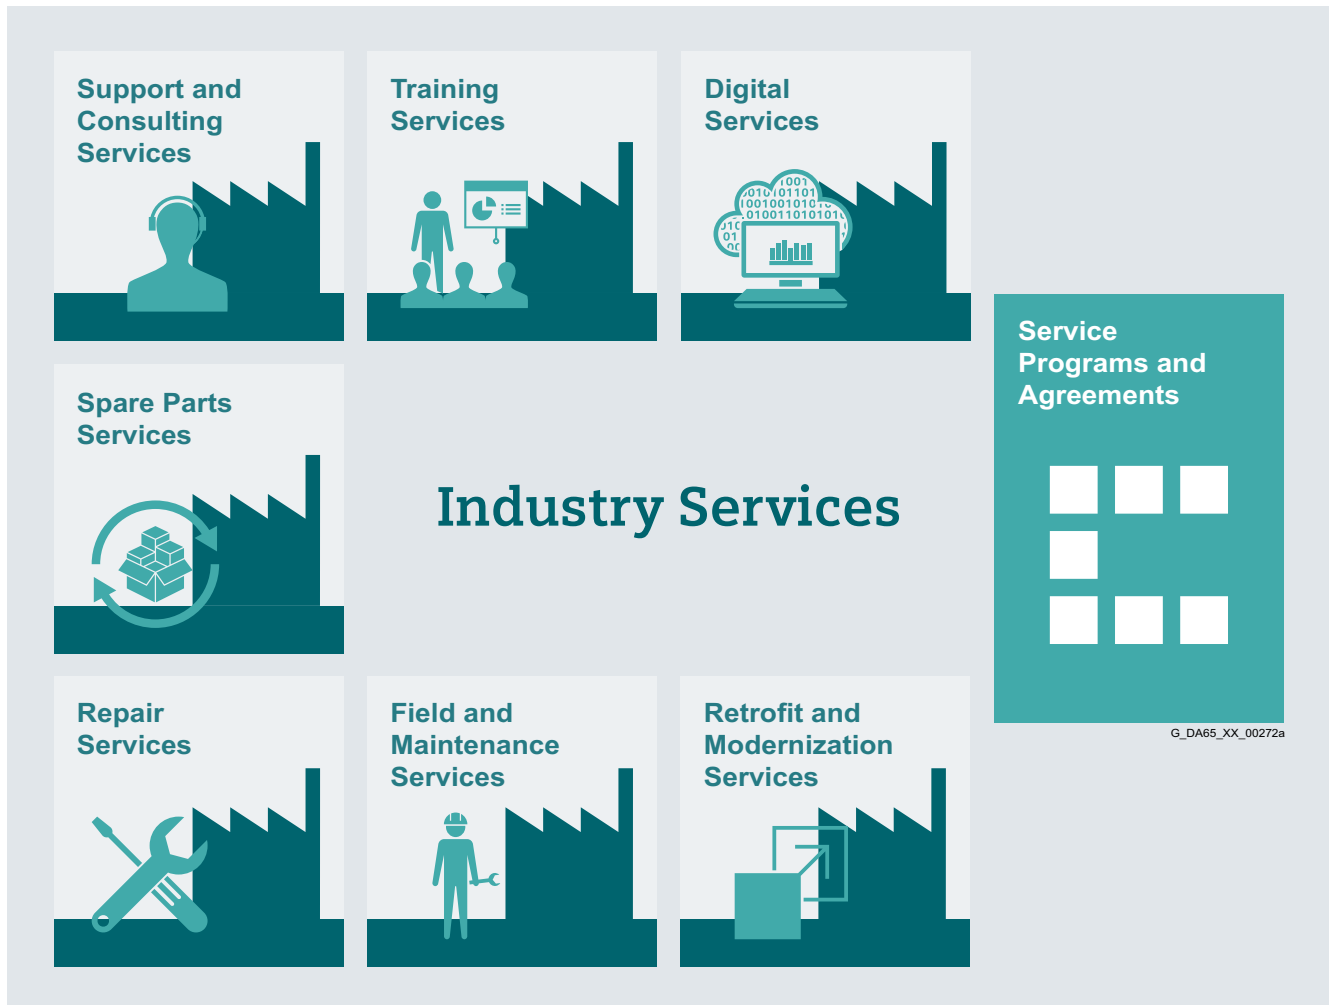 Support and
Consulting
Services
Training
Services
Digital
Services
Service
Programs and
Agreements
Spare Parts
Services
Industry Services
Repair
Services
Field and
Maintenance
Services
Retrofit and
Modernization
Services
G_DA65_XX_00272a